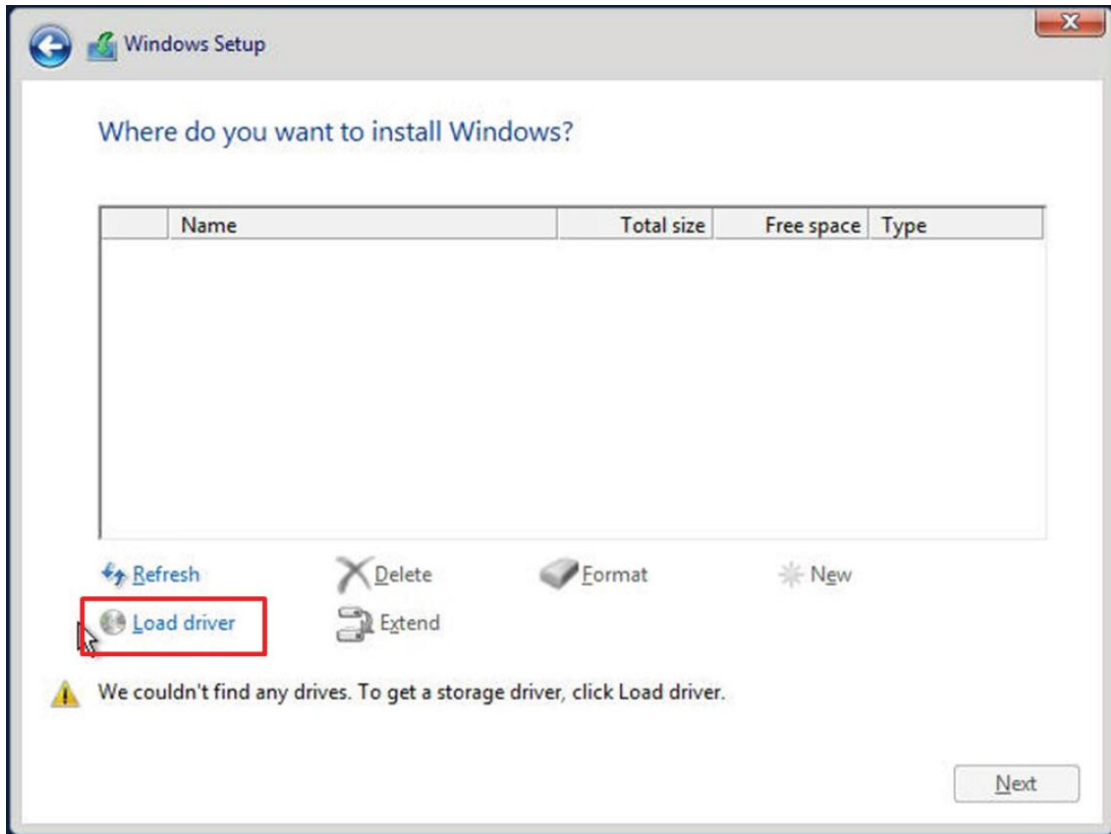 Windows Setup
Where do you want to install Windows?
Name Total size Free space Type
Refresh Delete Format New
Load driver Extend
We couldn't find any drives. To get a storage driver, click Load driver.
Next